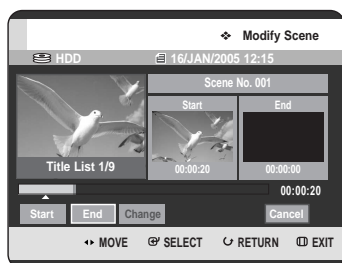 ❖ Modify Scene
HDD 16/JAN/2005 12:15
Scene No. 001
Start End
Title List 1/9
00:00:20 00:00:00
00:00:20
Start End Change Cancel
MOVE SELECT RETURN EXIT